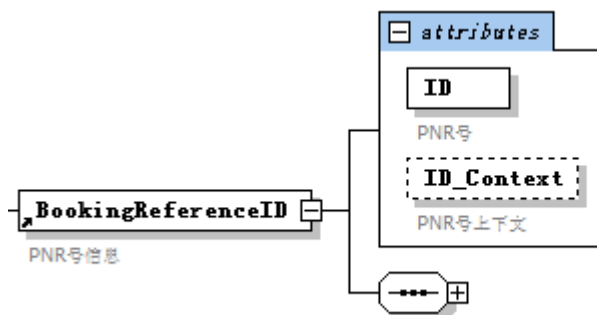 attributes
ID
PNR号
ID_Context
PNR号上下文
BookingReferenceID
PNR号信息